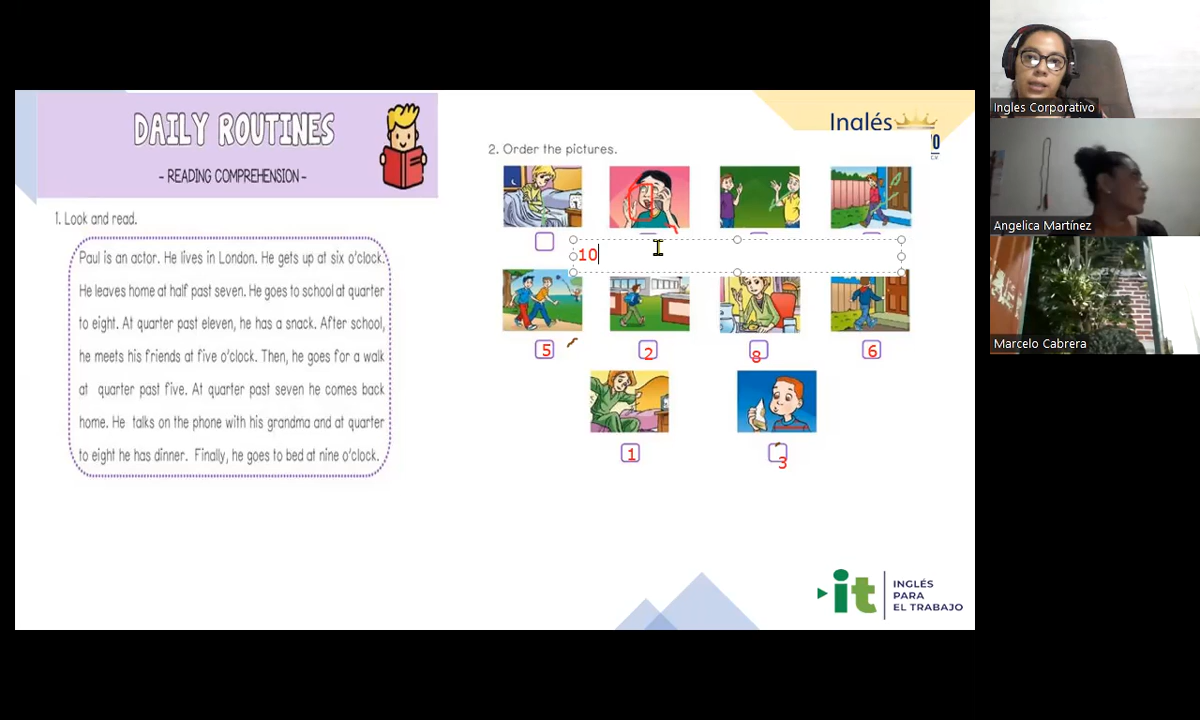 DAILY ROUTINES
- READING COMPREHENSION -
1. Look and read.
Paul is an actor. He lives in London. He gets up at six o'clock.
He leaves home at half past seven. He goes to school at quarter
to eight. At quarter past eleven, he has a snack. After school,
he meets his friends at five o'clock. Then, he goes for a walk
at quarter past five. At quarter past seven he comes back
home. He talks on the phone with his grandma and at quarter
to eight he has dinner. Finally, he goes to bed at nine o'clock.
Inglés
2. Order the pictures.
10
5
2
8
6
1
3
it
INGLÉS
PARA
EL TRABAJO
Ingles Corporativo
Angelica Martínez
Marcelo Cabrera